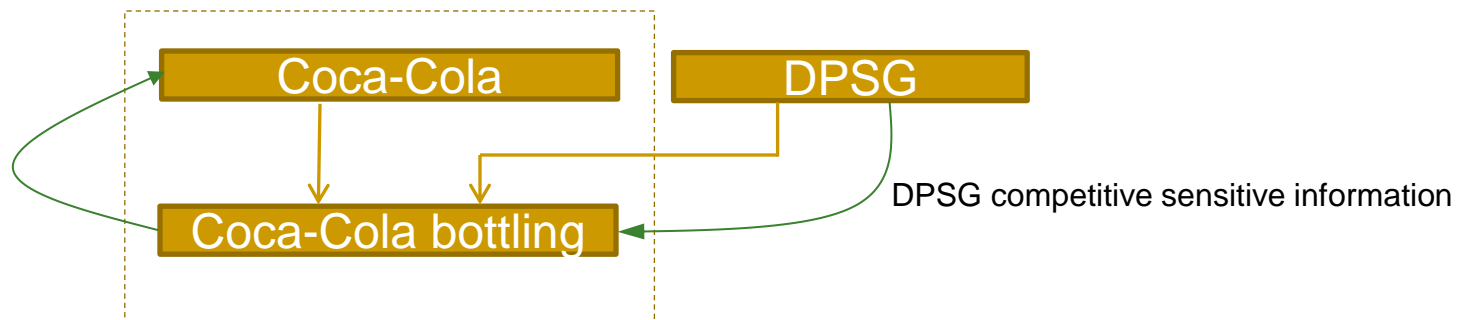 Coca-Cola
DPSG
DPSG competitive sensitive information
Coca-Cola bottling